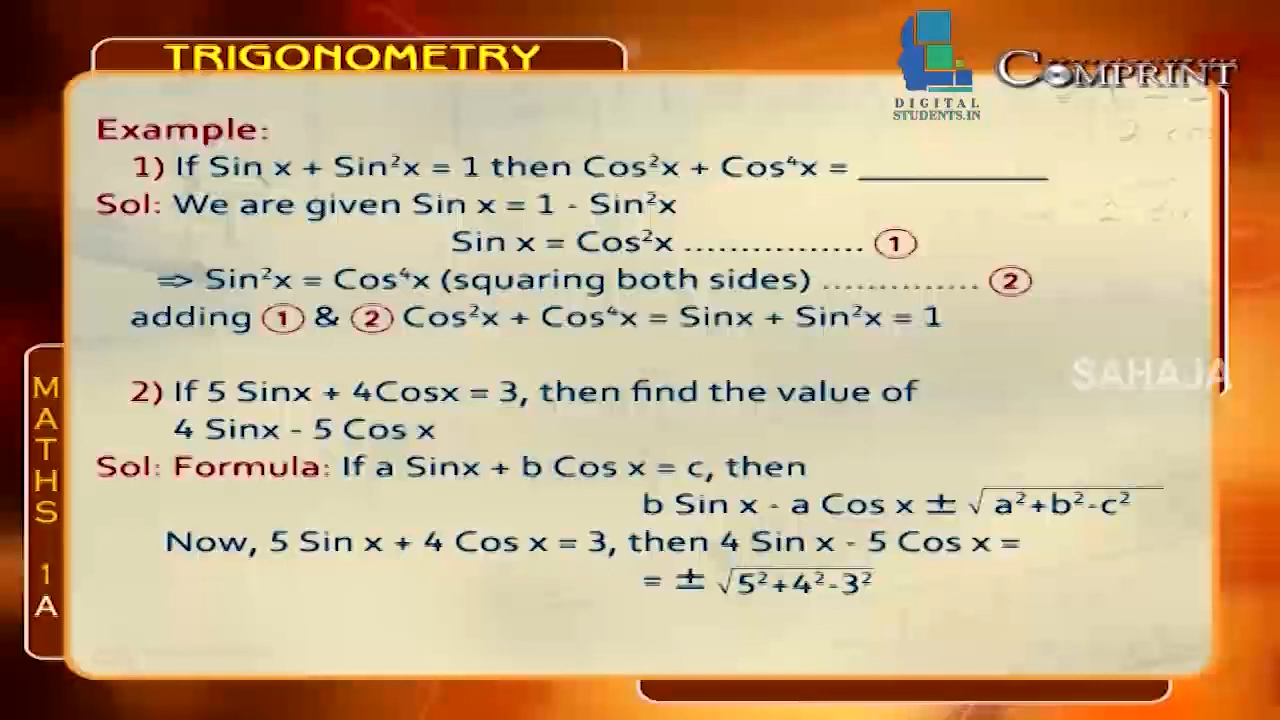 TRIGONOMETRY
DIGITAL
STUDENTS.IN
COMPRINT
Example:
1) If Sin x + Sin²x = 1 then Cos²x + Cos⁴x = ___________
Sol: We are given Sin x = 1 - Sin²x
Sin x = Cos²x ................. ①
⇒ Sin²x = Cos⁴x (squaring both sides) .............. ②
adding ① & ② Cos²x + Cos⁴x = Sinx + Sin²x = 1
SAHAJA
2) If 5 Sinx + 4Cosx = 3, then find the value of
4 Sinx - 5 Cos x
Sol: Formula: If a Sinx + b Cos x = c, then
b Sin x - a Cos x ± √a²+b²-c²
Now, 5 Sin x + 4 Cos x = 3, then 4 Sin x - 5 Cos x =
= ± √5²+4²-3²
MATHS 1A